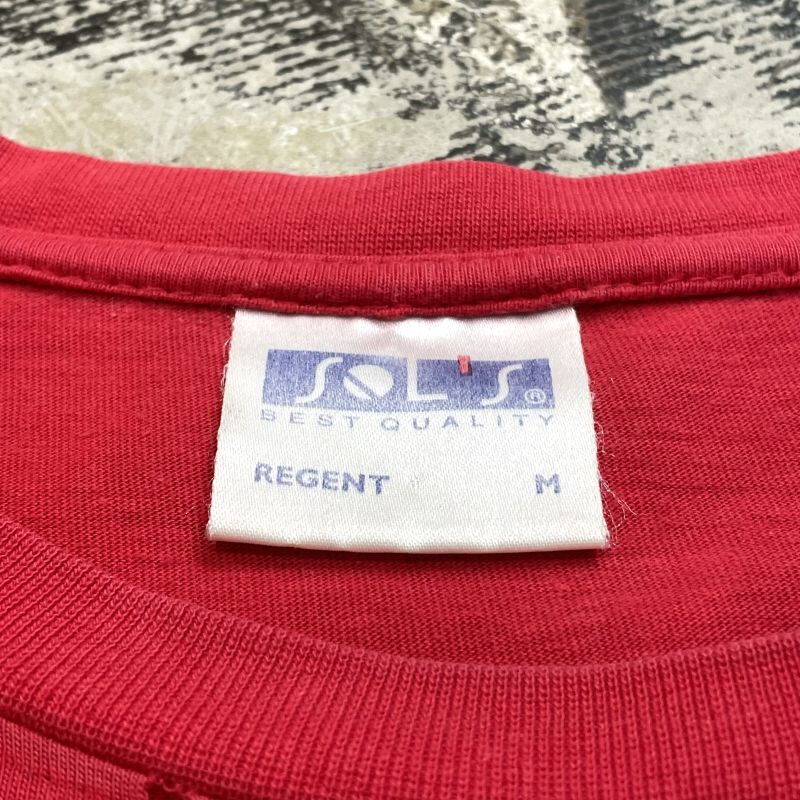 SOL'S ®
BEST QUALITY
REGENT M